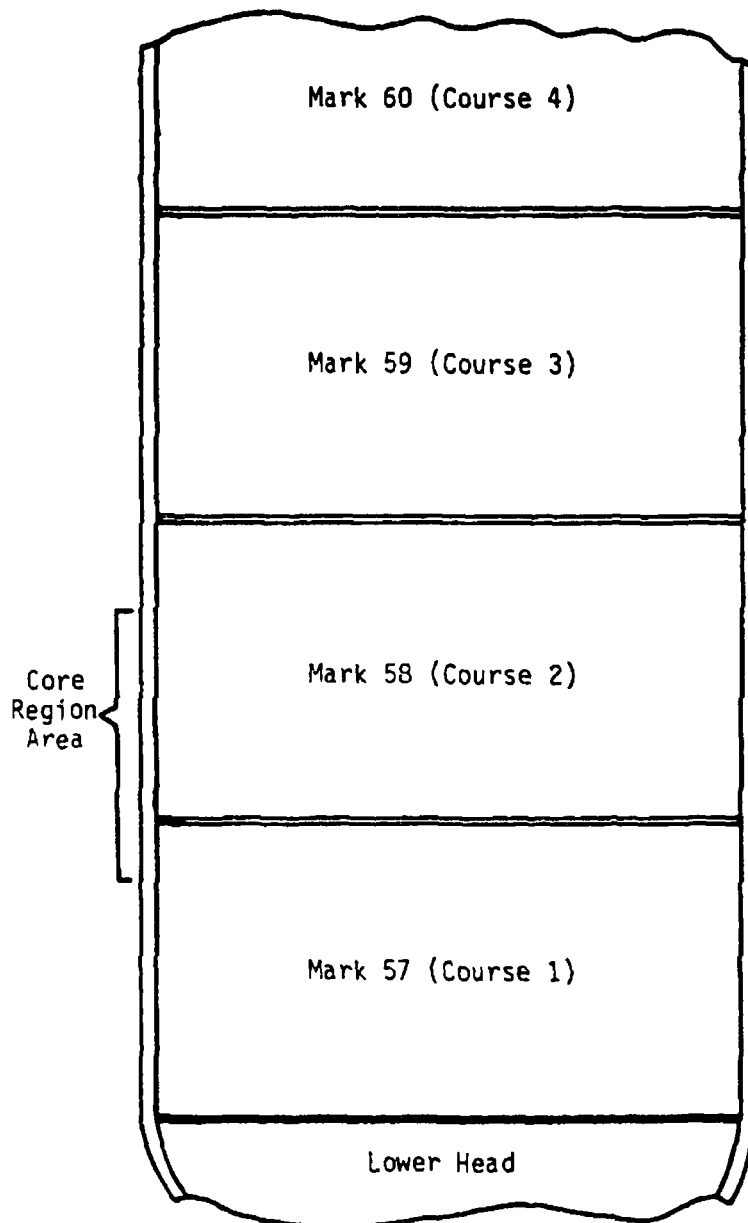 Mark 60 (Course 4)
Mark 59 (Course 3)
Mark 58 (Course 2)
Core
Region
Area
Mark 57 (Course 1)
Lower Head